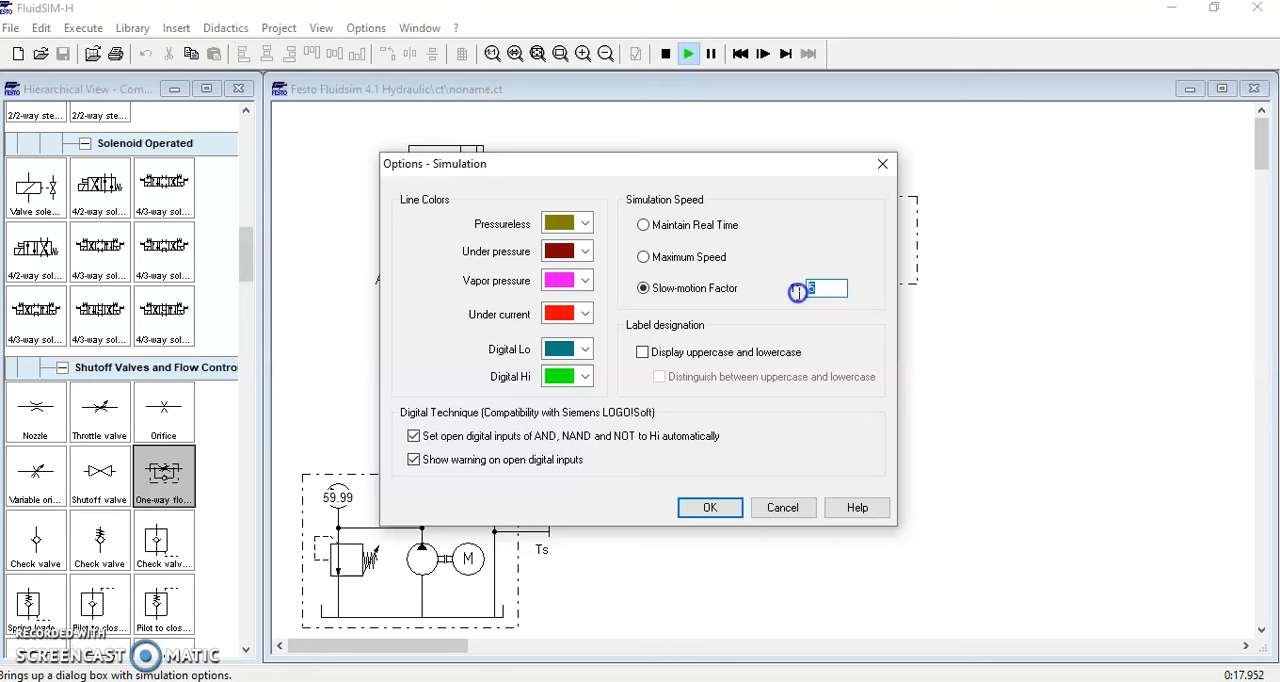 FluidSIM-H
File Edit Execute Library Insert Didactics Project View Options Window ?
Hierarchical View - Com...
Festo Fluidsim 4.1 Hydraulic\ct\noname.ct
2/2-way ste... 2/2-way ste...
Solenoid Operated
Valve sole... 4/2-way sol... 4/3-way sol...
4/2-way sol... 4/3-way sol... 4/3-way sol...
4/3-way sol... 4/3-way sol... 4/3-way sol...
Shutoff Valves and Flow Contro
Nozzle Throttle valve Orifice
Variable ori... Shutoff valve One-way flo...
Check valve Check valve Check valv...
Spring loade... Pilot to clos... Pilot to clos...
Options - Simulation
Line Colors
Pressureless
Under pressure
Vapor pressure
Under current
Digital Lo
Digital Hi
Simulation Speed
Maintain Real Time
Maximum Speed
Slow-motion Factor
Label designation
Display uppercase and lowercase
Distinguish between uppercase and lowercase
Digital Technique (Compatibility with Siemens LOGO!Soft)
Set open digital inputs of AND, NAND and NOT to Hi automatically
Show warning on open digital inputs
OK Cancel Help
59.99
M
Ts
RECORDED WITH
SCREENCAST MATIC
Brings up a dialog box with simulation options.
0:17.952